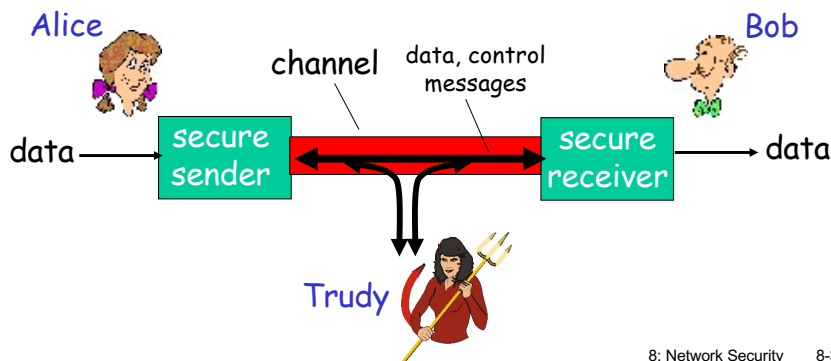 Alice
Bob
channel
data, control
messages
data
secure
sender
secure
receiver
data
Trudy
8: Network Security